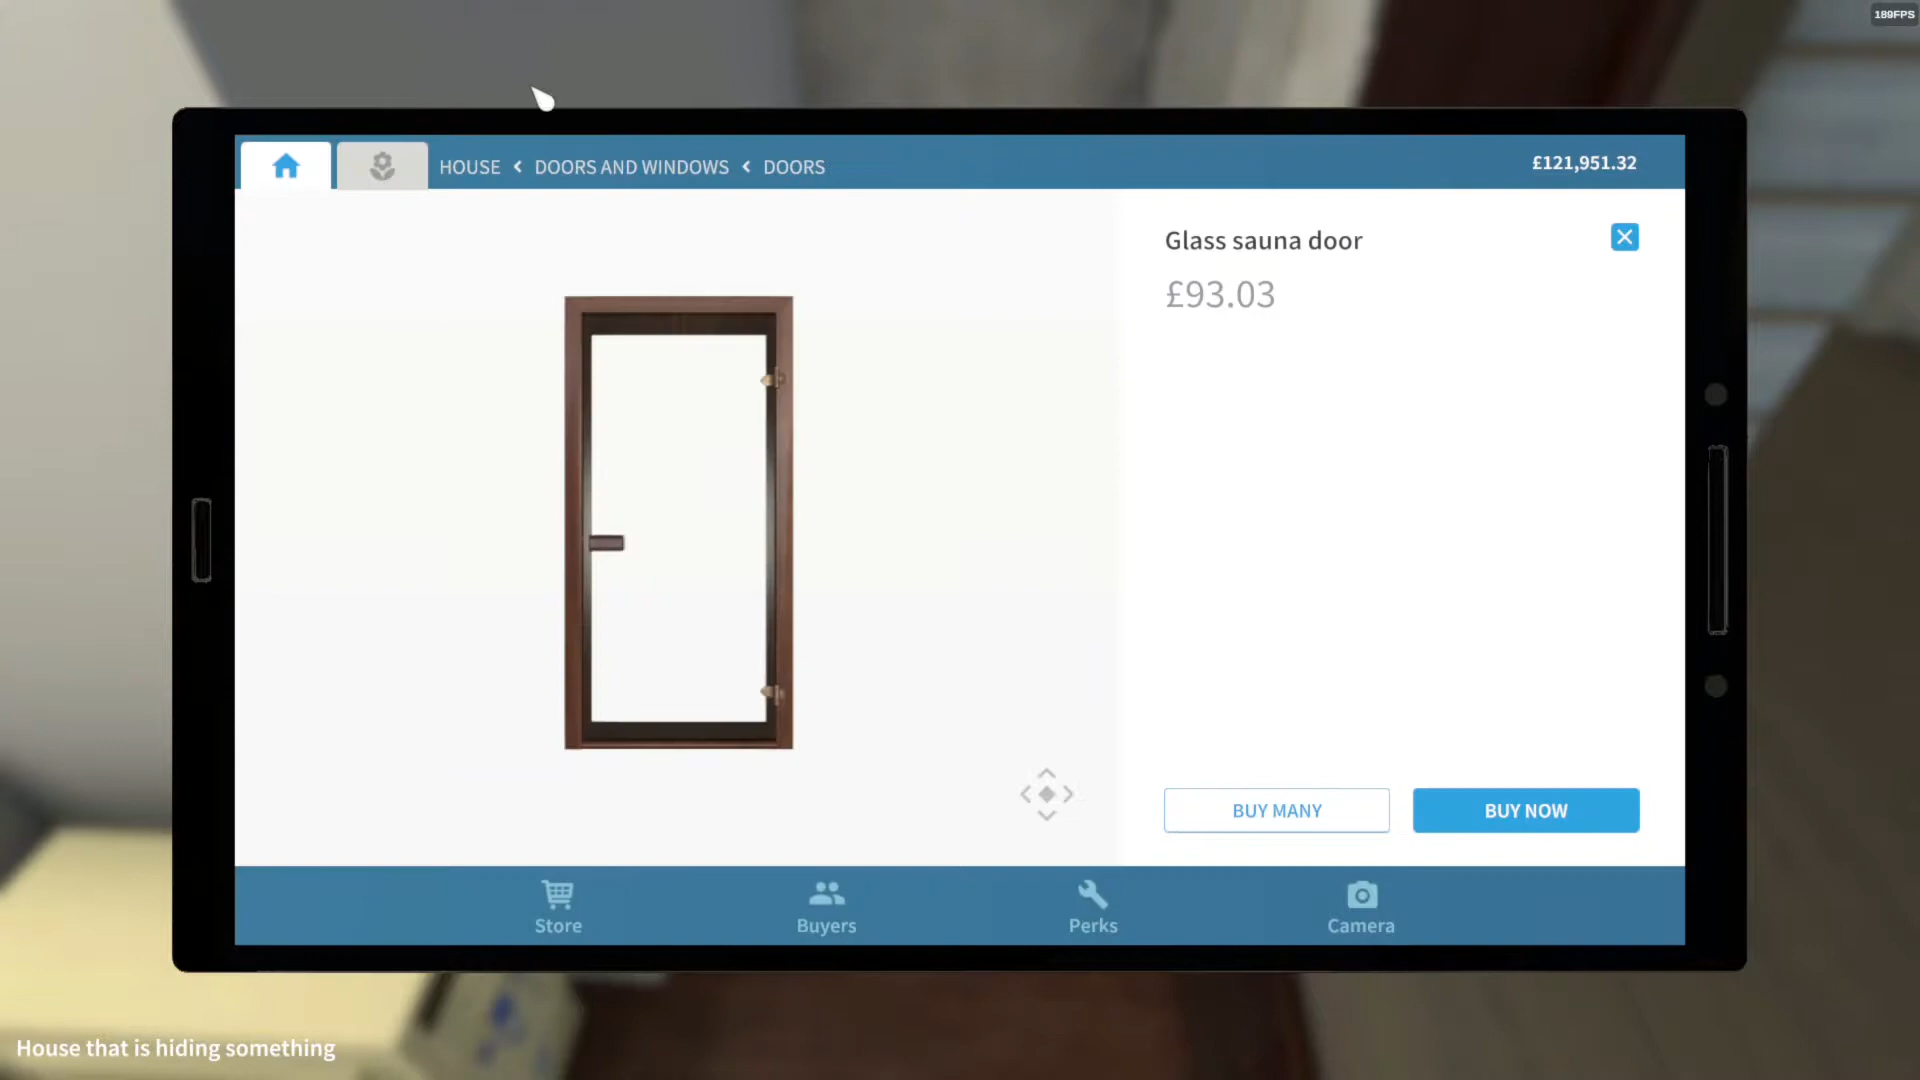 189FPS
HOUSE < DOORS AND WINDOWS < DOORS
£121,951.32
Glass sauna door
£93.03
BUY MANY
BUY NOW
Store
Buyers
Perks
Camera
House that is hiding something